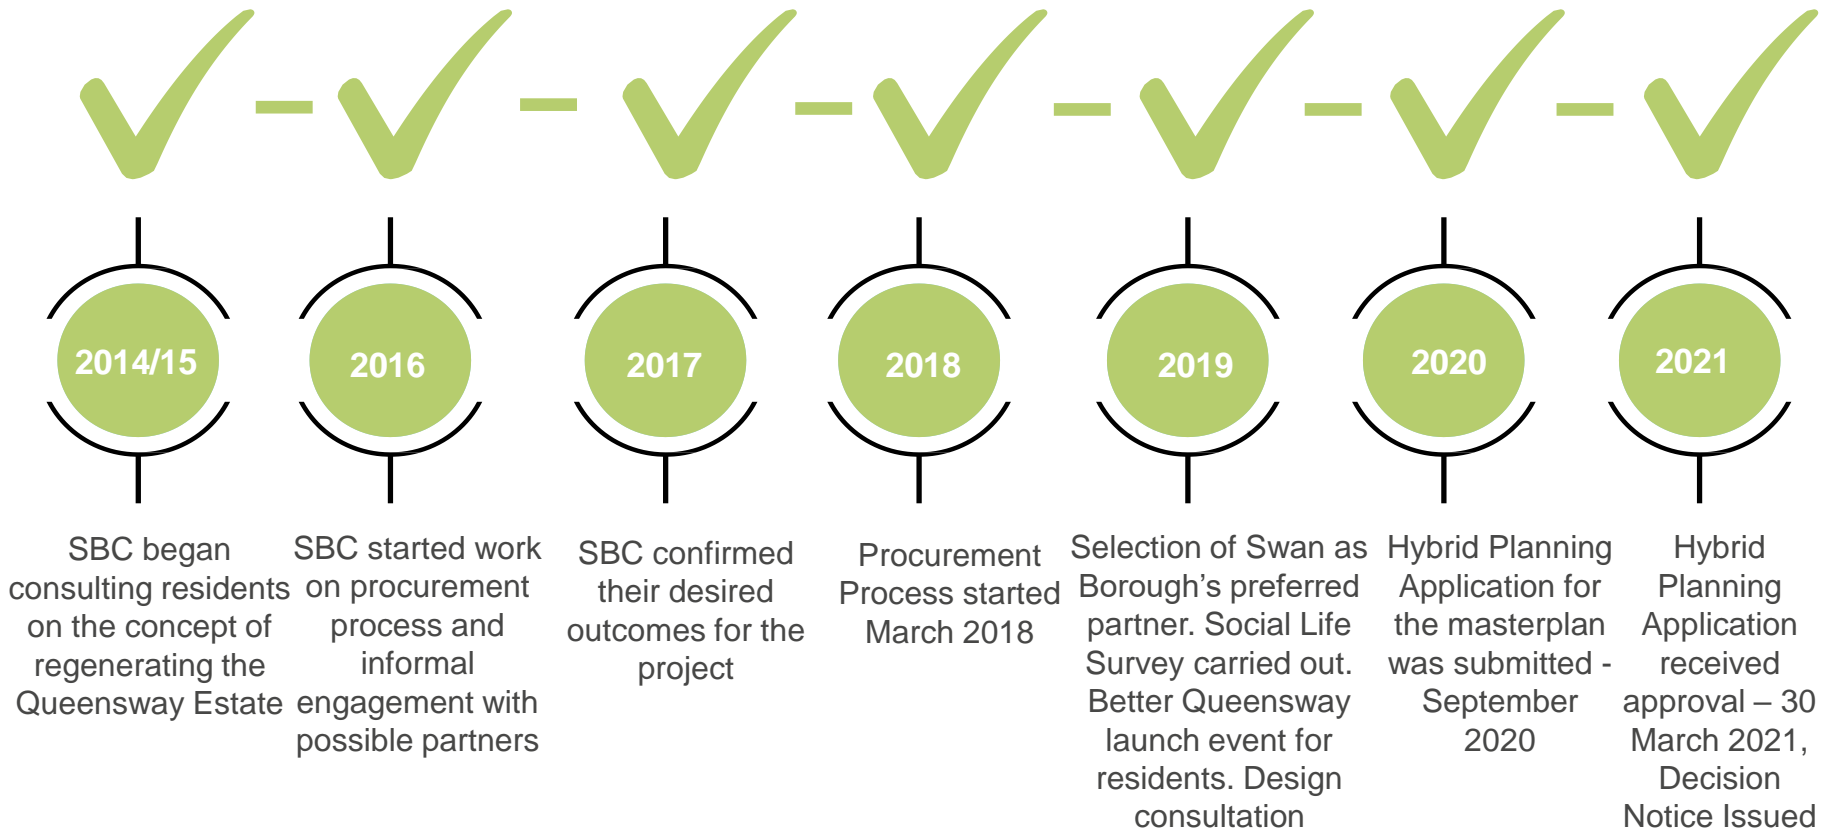 2014/15
SBC began
consulting residents
on the concept of
regenerating the
Queensway Estate
2016
SBC started work
on procurement
process and
informal
engagement with
possible partners
2017
SBC confirmed
their desired
outcomes for the
project
2018
Procurement
Process started
March 2018
2019
Selection of Swan as
Borough’s preferred
partner. Social Life
Survey carried out.
Better Queensway
launch event for
residents. Design
consultation
2020
Hybrid Planning
Application for
the masterplan
was submitted -
September
2020
2021
Hybrid
Planning
Application
received
approval – 30
March 2021,
Decision
Notice Issued